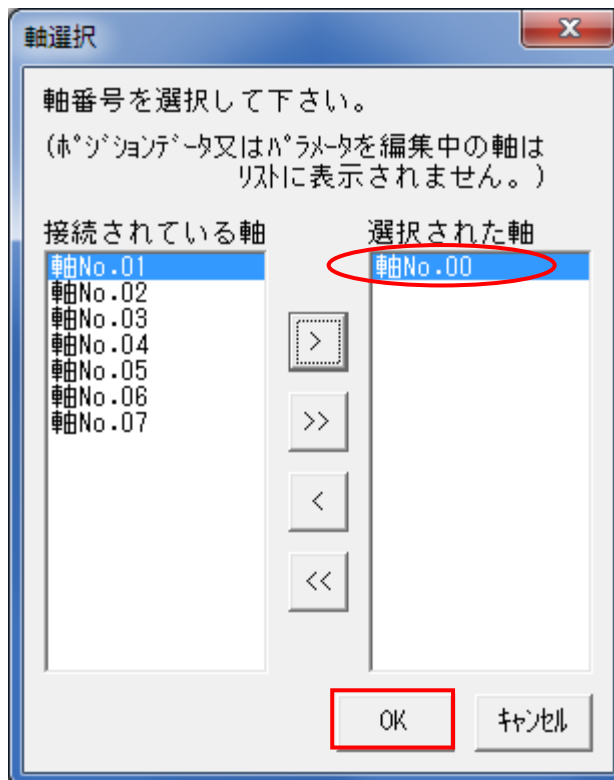 軸選択
軸番号を選択して下さい。
(ﾎﾟｼﾞｼｮﾝﾃﾞｰﾀ又はﾊﾟﾗﾒｰﾀを編集中の軸は
ﾘｽﾄに表示されません。)
接続されている軸
軸No.01
軸No.02
軸No.03
軸No.04
軸No.05
軸No.06
軸No.07
>
>>
<
<<
選択された軸
軸No.00
OK
ｷｬﾝｾﾙ